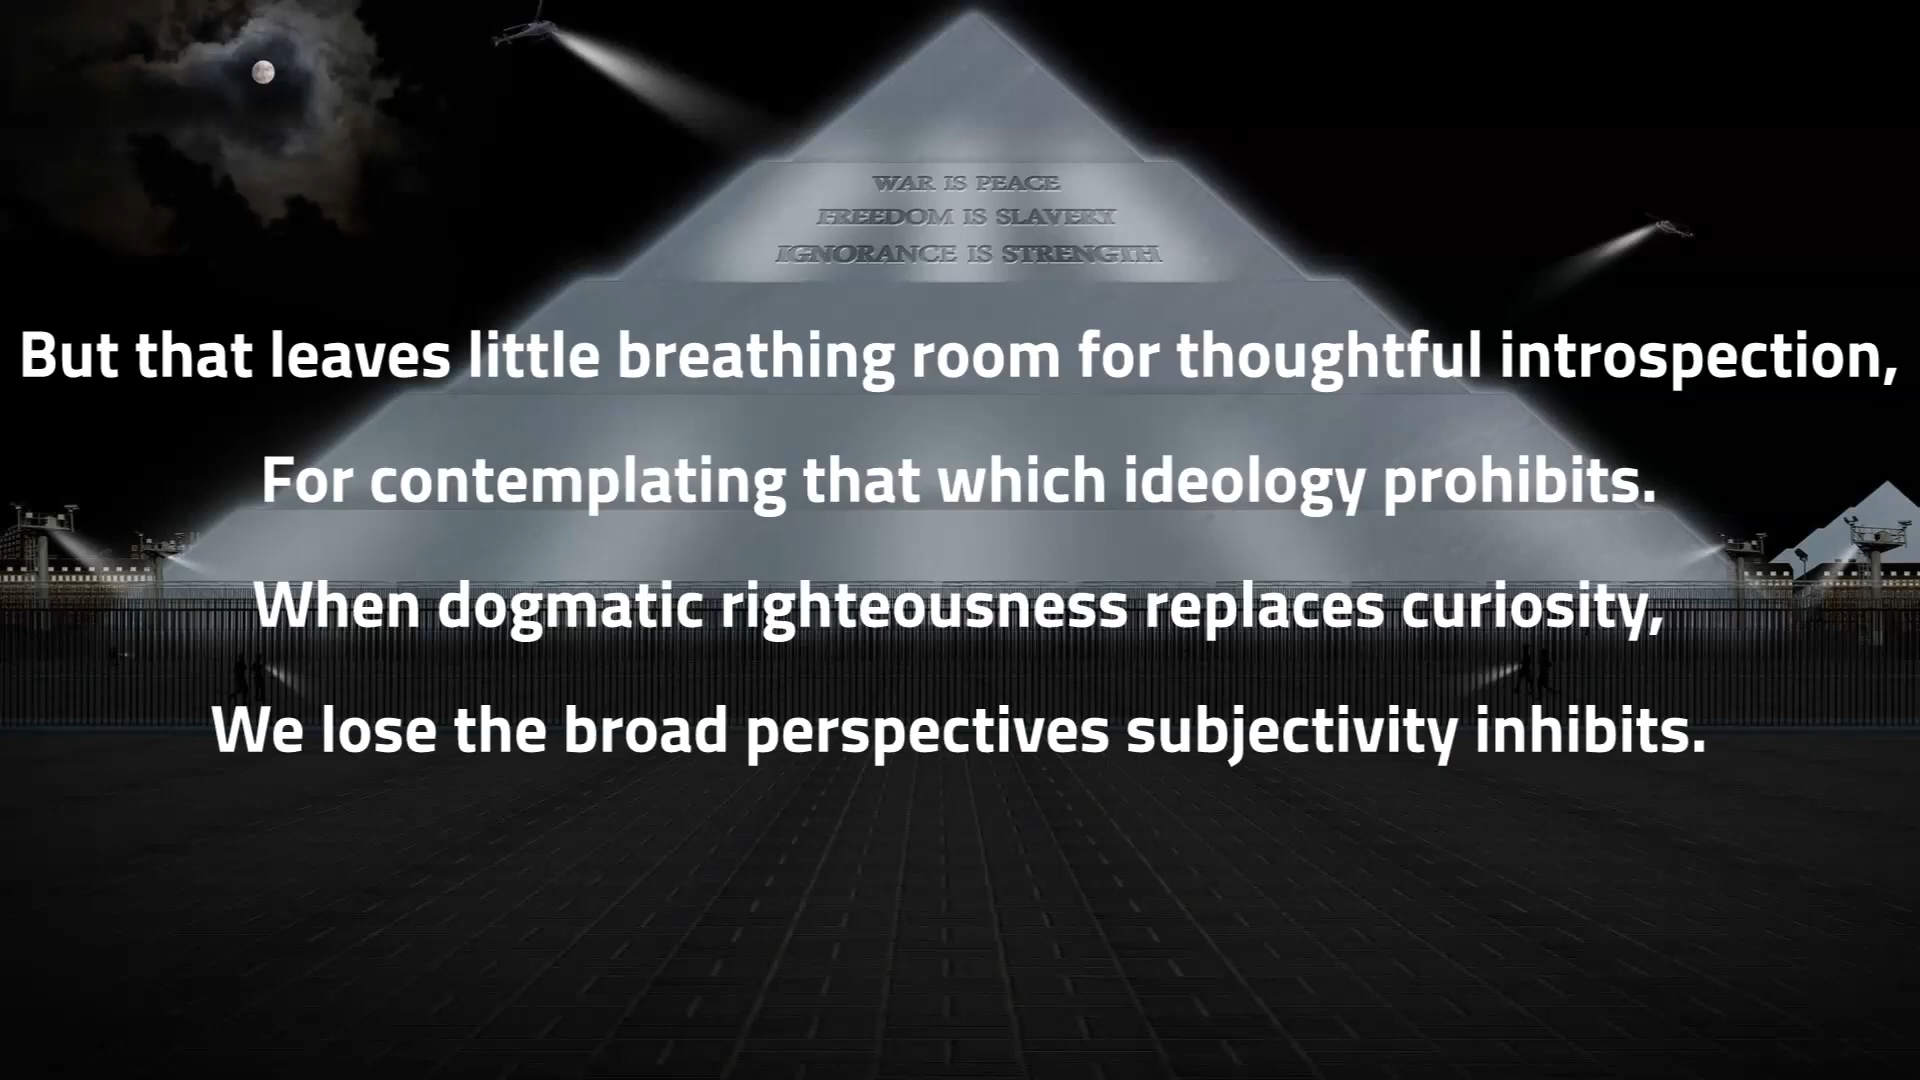 WAR IS PEACE
FREEDOM IS SLAVERY
IGNORANCE IS STRENGTH
But that leaves little breathing room for thoughtful introspection,
For contemplating that which ideology prohibits.
When dogmatic righteousness replaces curiosity,
We lose the broad perspectives subjectivity inhibits.